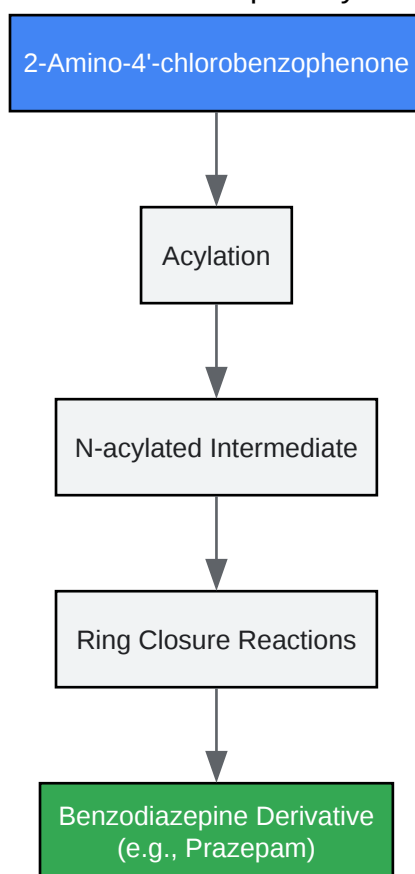 2-Amino-4'-chlorobenzophenone
Acylation
N-acylated Intermediate
Ring Closure Reactions
Benzodiazepine Derivative
(e.g., Prazepam)